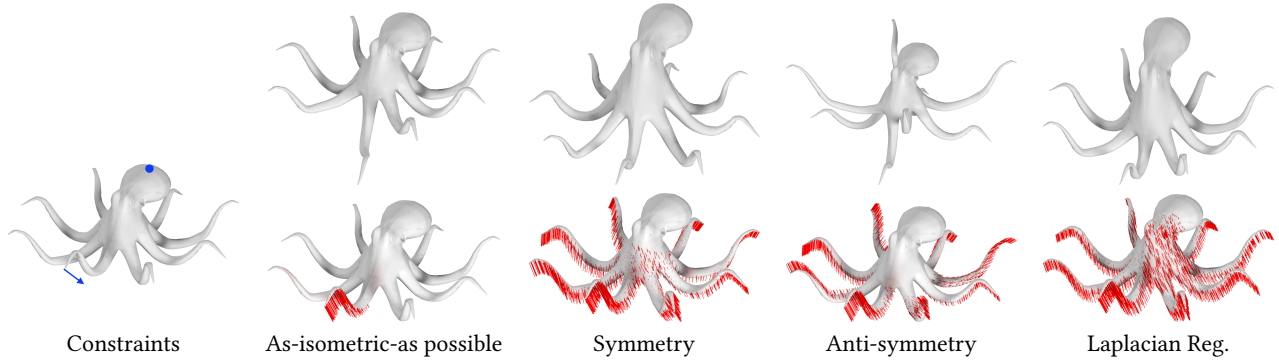 Constraints
As-isometric-as possible
Symmetry
Anti-symmetry
Laplacian Reg.